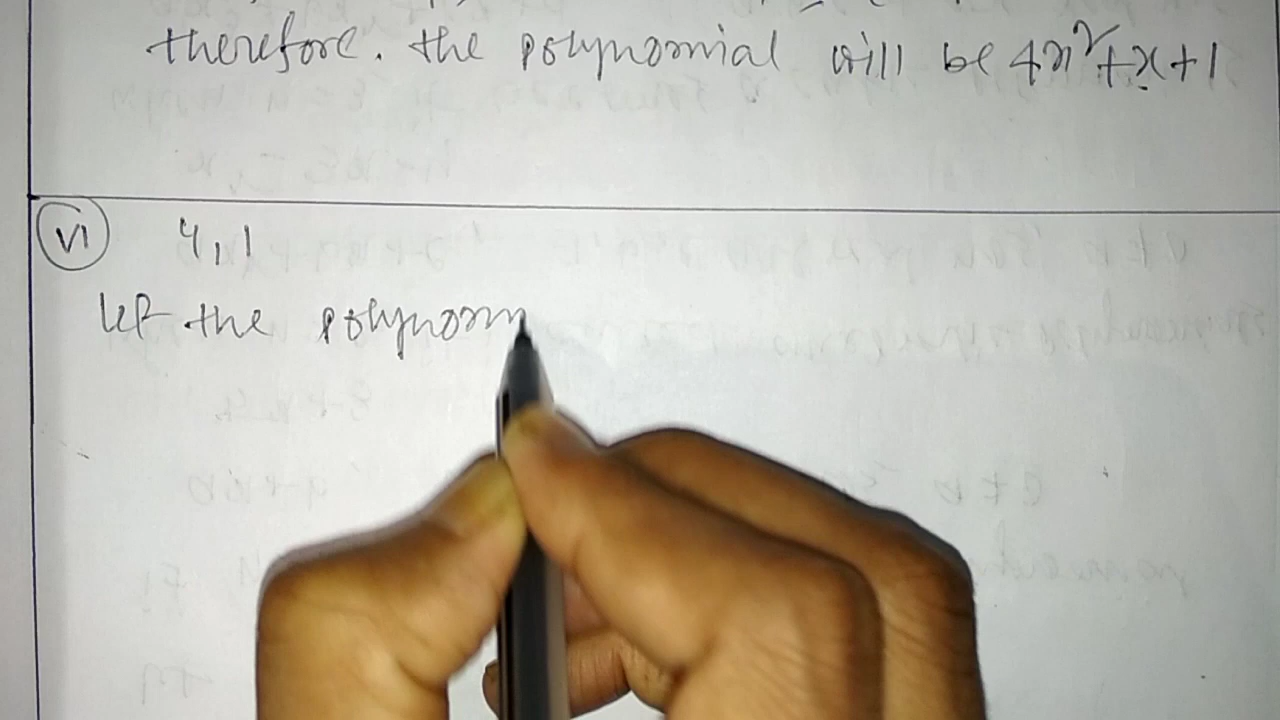 therefore. the polynomial will be 4x²+x+1
VI 4,1
let the polynom